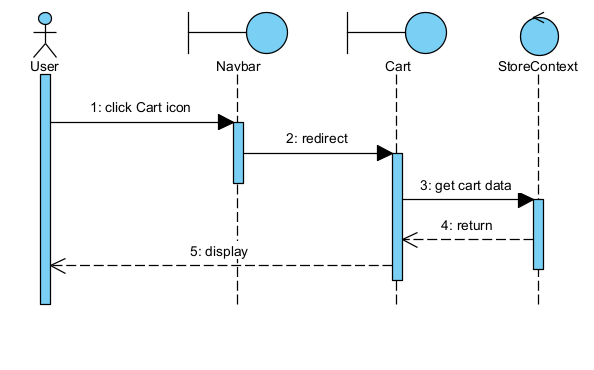 User
Navbar
Cart
StoreContext
1: click Cart icon
2: redirect
3: get cart data
4: return
5: display